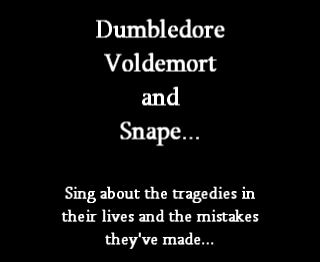 Dumbledore
Voldemort
and
Snape...
Sing about the tragedies in
their lives and the mistakes
they've made...